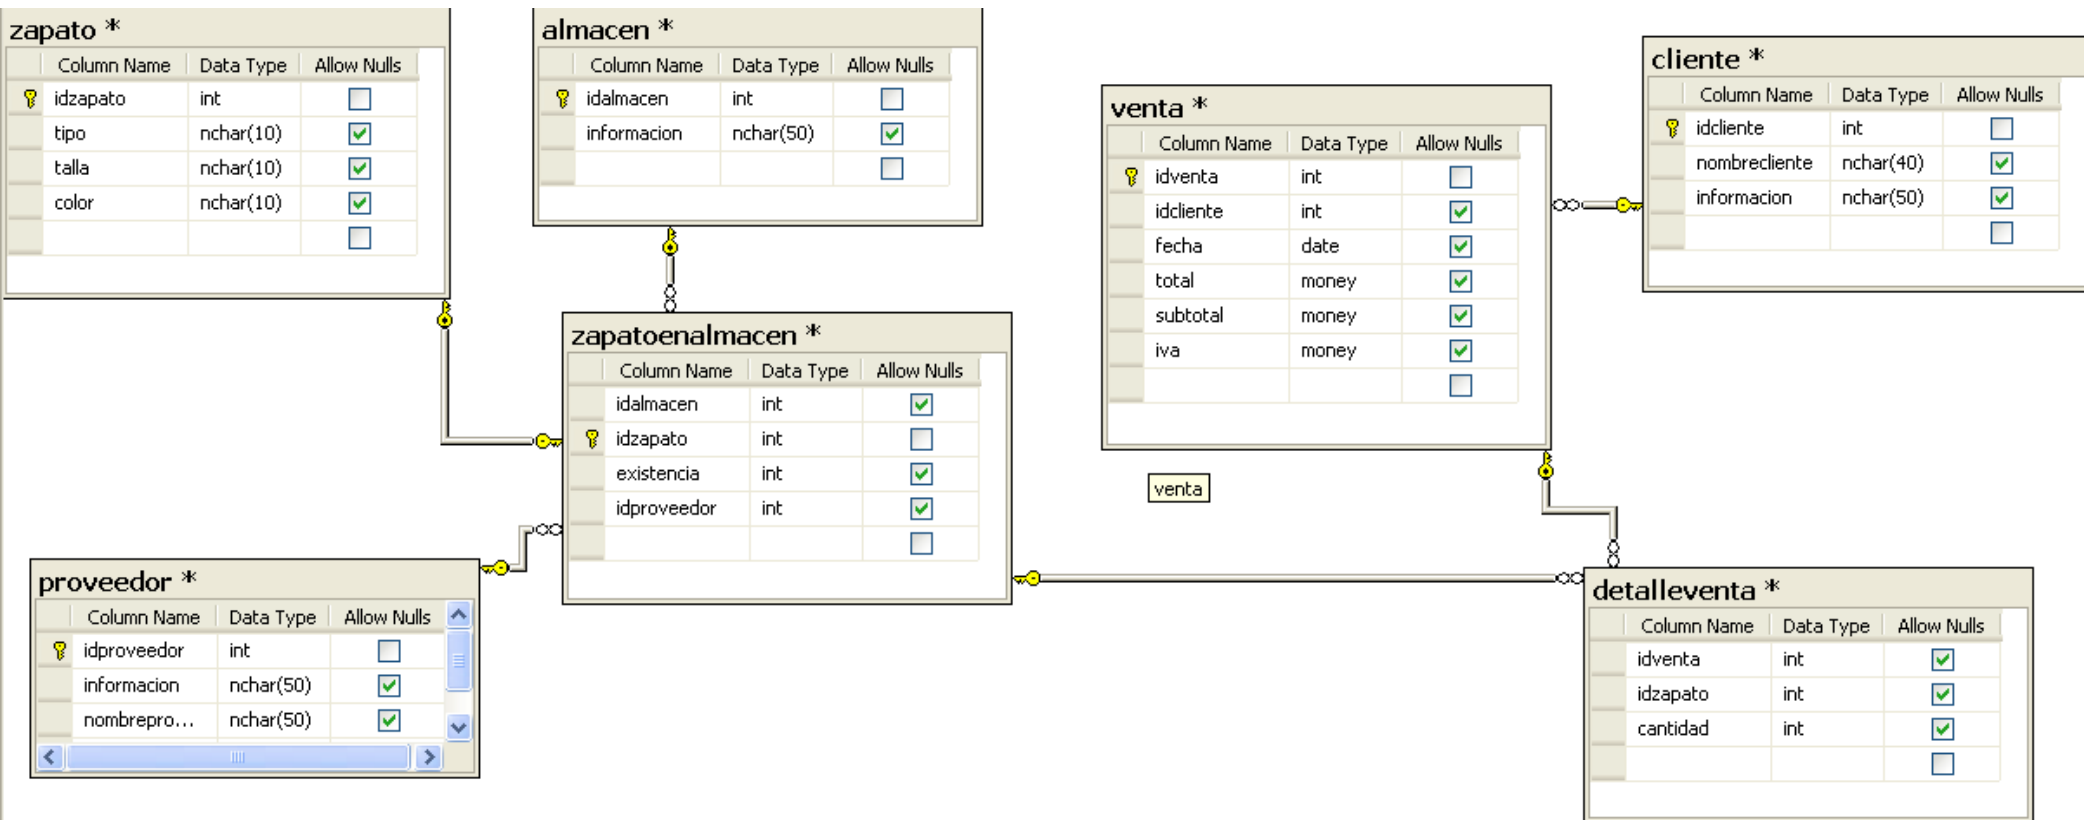 zapato *
Column Name Data Type Allow Nulls
idzapato int
tipo nchar(10)
talla nchar(10)
color nchar(10)
almacen *
Column Name Data Type Allow Nulls
idalmacen int
informacion nchar(50)
venta *
Column Name Data Type Allow Nulls
idventa int
idcliente int
fecha date
total money
subtotal money
iva money
venta
cliente *
Column Name Data Type Allow Nulls
idcliente int
nombrecliente nchar(40)
informacion nchar(50)
zapatoenalmacen *
Column Name Data Type Allow Nulls
idalmacen int
idzapato int
existencia int
idproveedor int
proveedor *
Column Name Data Type Allow Nulls
idproveedor int
informacion nchar(50)
nombrepro... nchar(50)
detalleventa *
Column Name Data Type Allow Nulls
idventa int
idzapato int
cantidad int